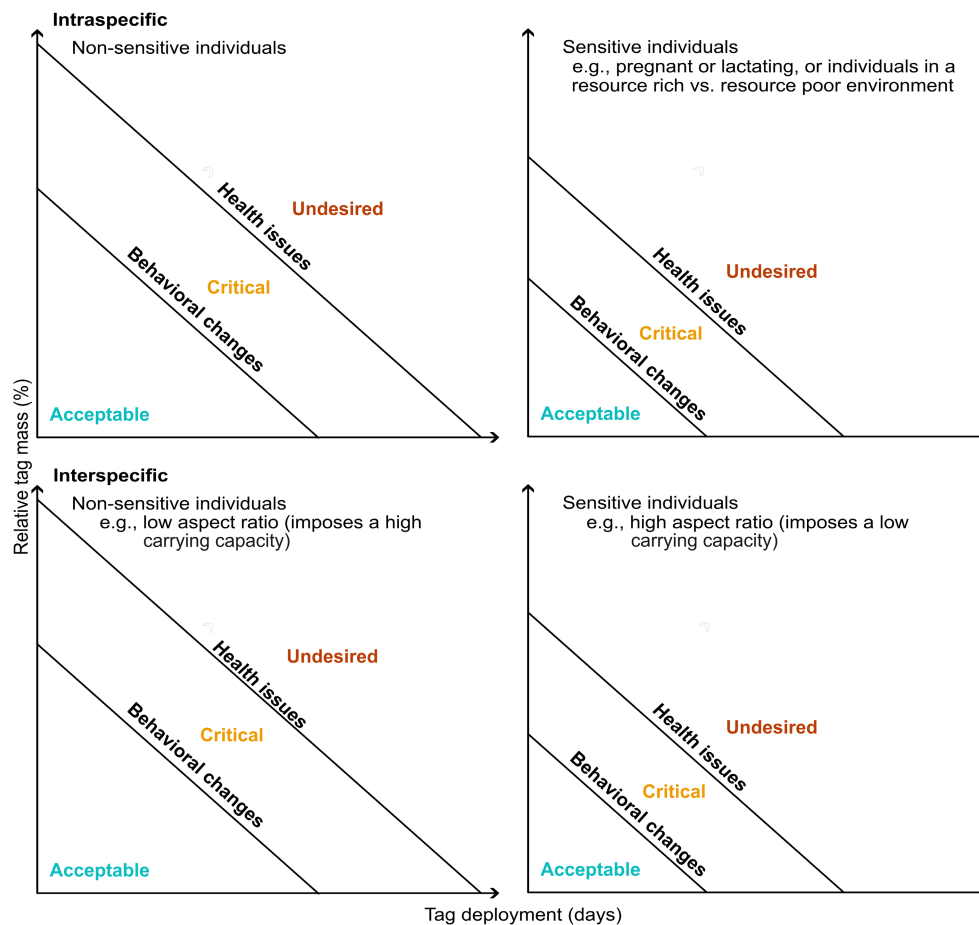 Intraspecific
Non-sensitive individuals
Health issues
Undesired
Behavioral changes
Critical
Acceptable
Sensitive individuals
e.g., pregnant or lactating, or individuals in a
resource rich vs. resource poor environment
Health issues
Undesired
Behavioral changes
Critical
Acceptable
Relative tag mass (%)
Interspecific
Non-sensitive individuals
e.g., low aspect ratio (imposes a high
carrying capacity)
Health issues
Undesired
Behavioral changes
Critical
Acceptable
Sensitive individuals
e.g., high aspect ratio (imposes a low
carrying capacity)
Health issues
Undesired
Behavioral changes
Critical
Acceptable
Tag deployment (days)